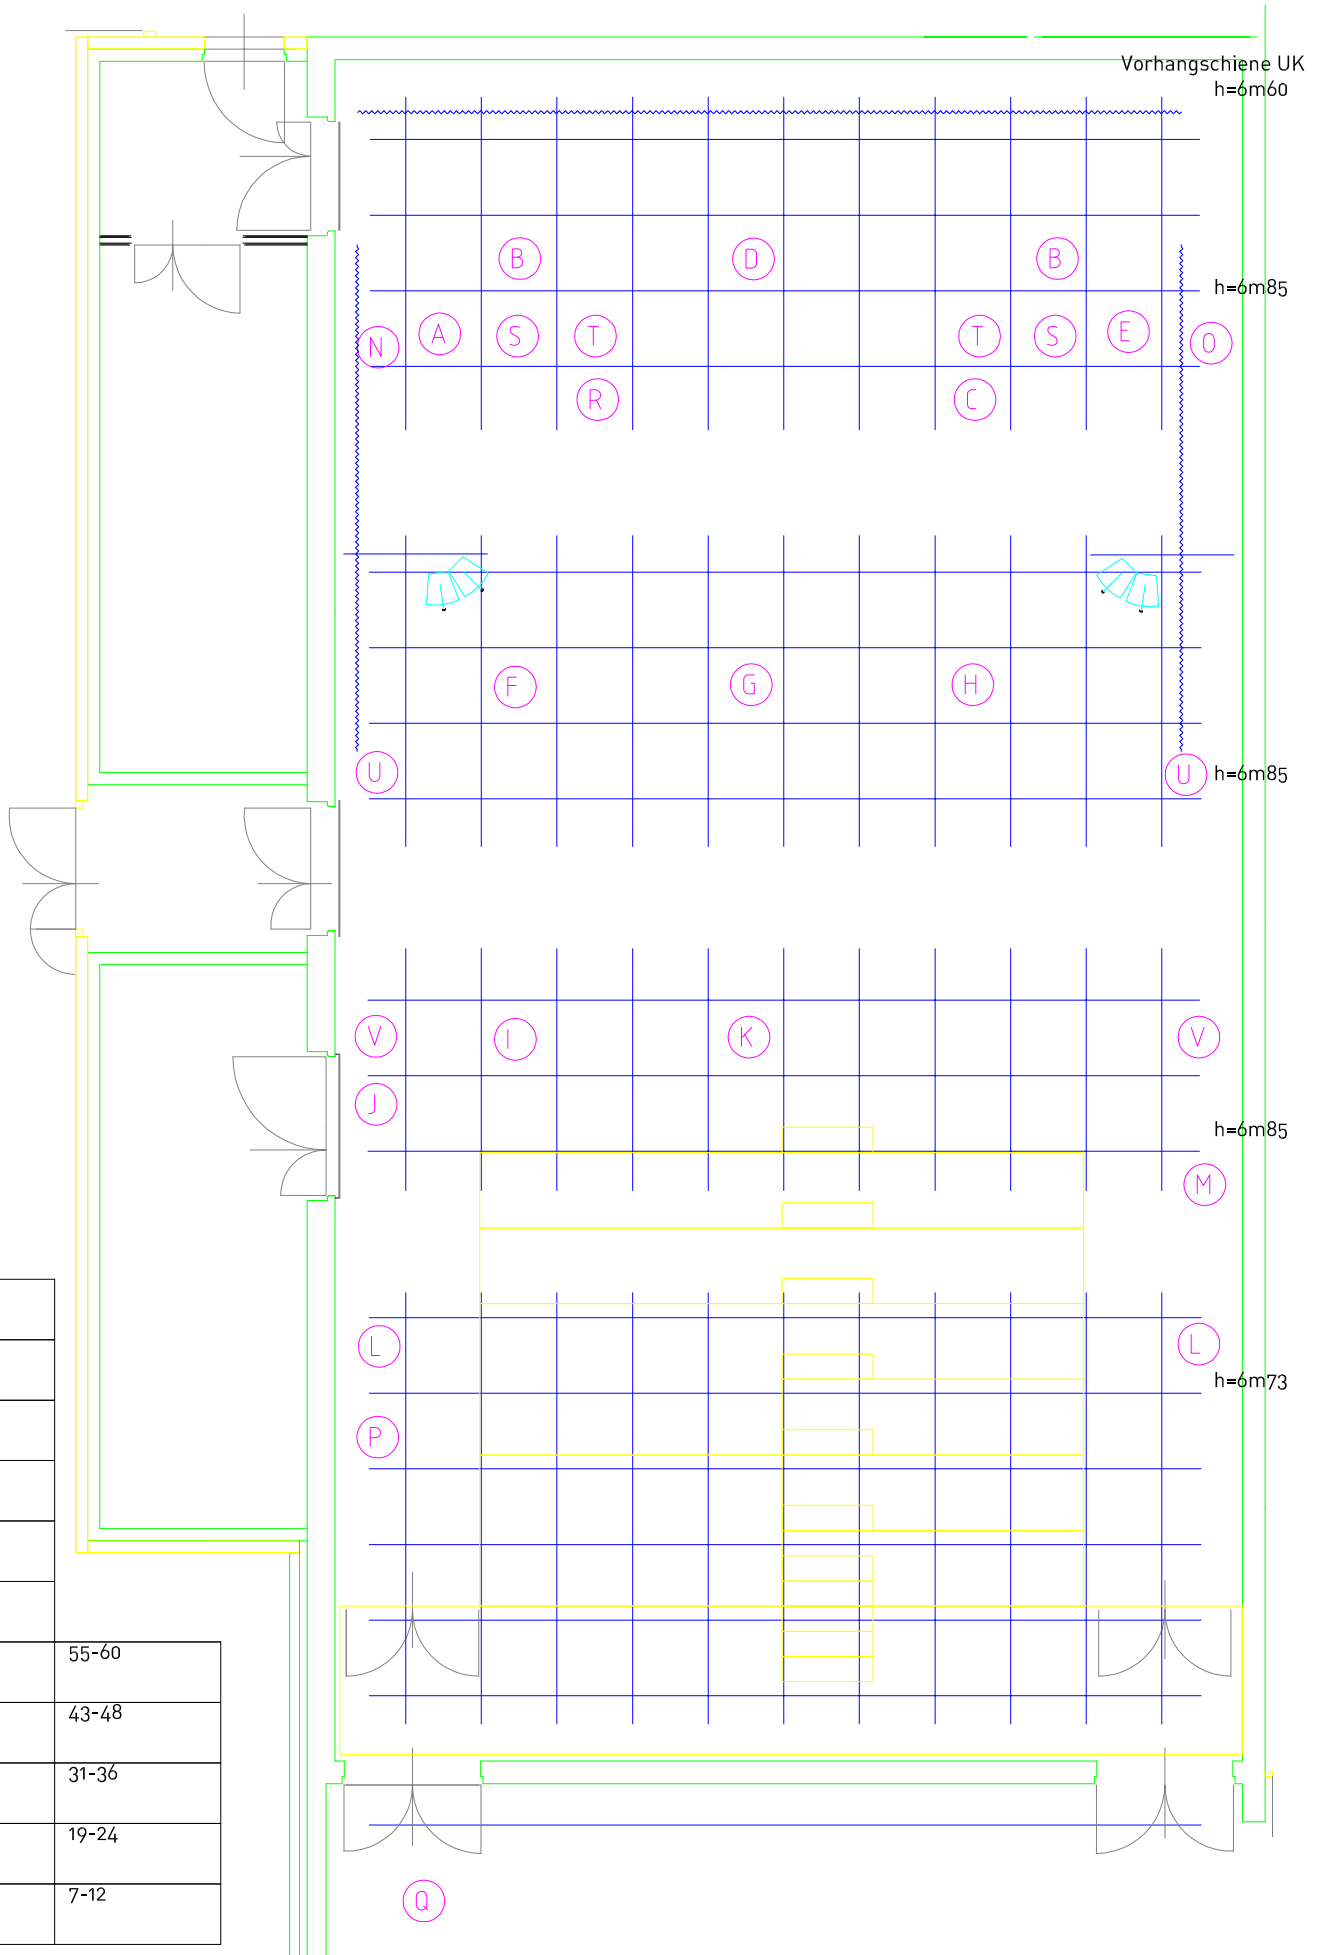 Vorhangschiene UK
h=6m60
B D B
h=6m85
N A S T T S E O
R C
F G H
U U h=6m85
V I K V
J
h=6m85
M
L L
h=6m73
P
55-60
43-48
31-36
19-24
7-12
Q